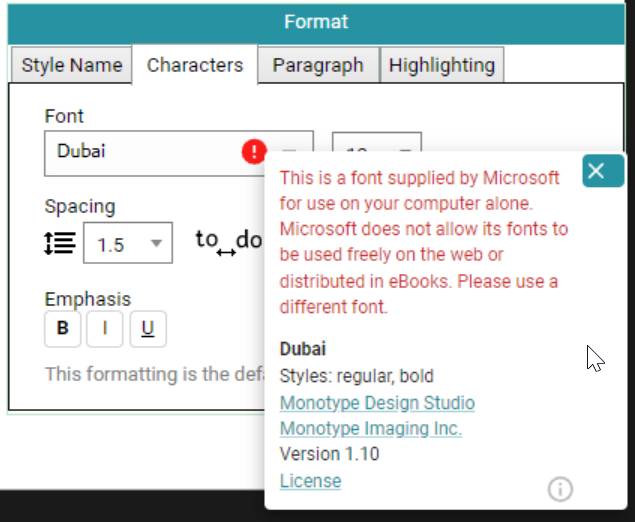 Format
Style Name Characters Paragraph Highlighting
Font
Dubai
Spacing
1.5 to do
Emphasis
B I U
This formatting is the
This is a font supplied by Microsoft
for use on your computer alone.
Microsoft does not allow its fonts to
be used freely on the web or
distributed in eBooks. Please use a
different font.
Dubai
Styles: regular, bold
Monotype Design Studio
Monotype Imaging Inc.
Version 1.10
License